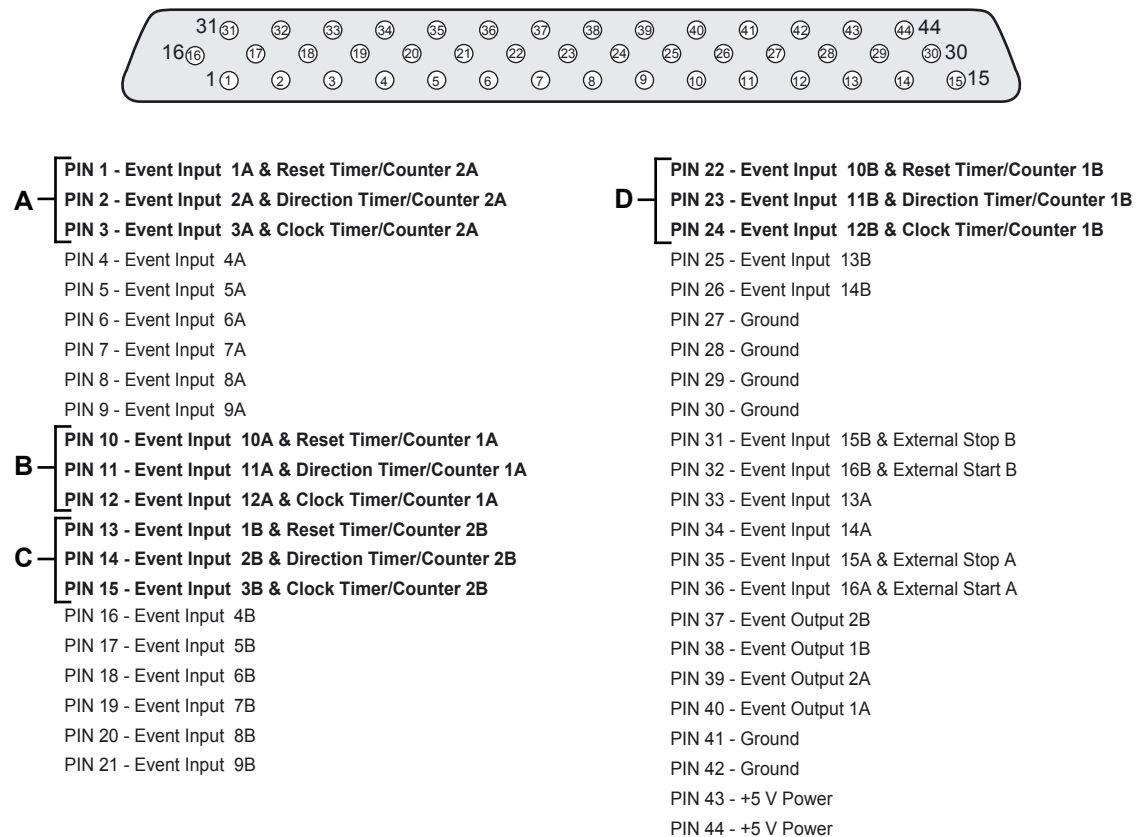 31 31 32 33 34 35 36 37 38 39 40 41 42 43 44 44
16 16 17 18 19 20 21 22 23 24 25 26 27 28 29 30 30
1 1 2 3 4 5 6 7 8 9 10 11 12 13 14 15 15
A
PIN 1 - Event Input 1A & Reset Timer/Counter 2A
PIN 2 - Event Input 2A & Direction Timer/Counter 2A
PIN 3 - Event Input 3A & Clock Timer/Counter 2A
PIN 4 - Event Input 4A
PIN 5 - Event Input 5A
PIN 6 - Event Input 6A
PIN 7 - Event Input 7A
PIN 8 - Event Input 8A
PIN 9 - Event Input 9A
B
PIN 10 - Event Input 10A & Reset Timer/Counter 1A
PIN 11 - Event Input 11A & Direction Timer/Counter 1A
PIN 12 - Event Input 12A & Clock Timer/Counter 1A
C
PIN 13 - Event Input 1B & Reset Timer/Counter 2B
PIN 14 - Event Input 2B & Direction Timer/Counter 2B
PIN 15 - Event Input 3B & Clock Timer/Counter 2B
PIN 16 - Event Input 4B
PIN 17 - Event Input 5B
PIN 18 - Event Input 6B
PIN 19 - Event Input 7B
PIN 20 - Event Input 8B
PIN 21 - Event Input 9B
D
PIN 22 - Event Input 10B & Reset Timer/Counter 1B
PIN 23 - Event Input 11B & Direction Timer/Counter 1B
PIN 24 - Event Input 12B & Clock Timer/Counter 1B
PIN 25 - Event Input 13B
PIN 26 - Event Input 14B
PIN 27 - Ground
PIN 28 - Ground
PIN 29 - Ground
PIN 30 - Ground
PIN 31 - Event Input 15B & External Stop B
PIN 32 - Event Input 16B & External Start B
PIN 33 - Event Input 13A
PIN 34 - Event Input 14A
PIN 35 - Event Input 15A & External Stop A
PIN 36 - Event Input 16A & External Start A
PIN 37 - Event Output 2B
PIN 38 - Event Output 1B
PIN 39 - Event Output 2A
PIN 40 - Event Output 1A
PIN 41 - Ground
PIN 42 - Ground
PIN 43 - +5 V Power
PIN 44 - +5 V Power